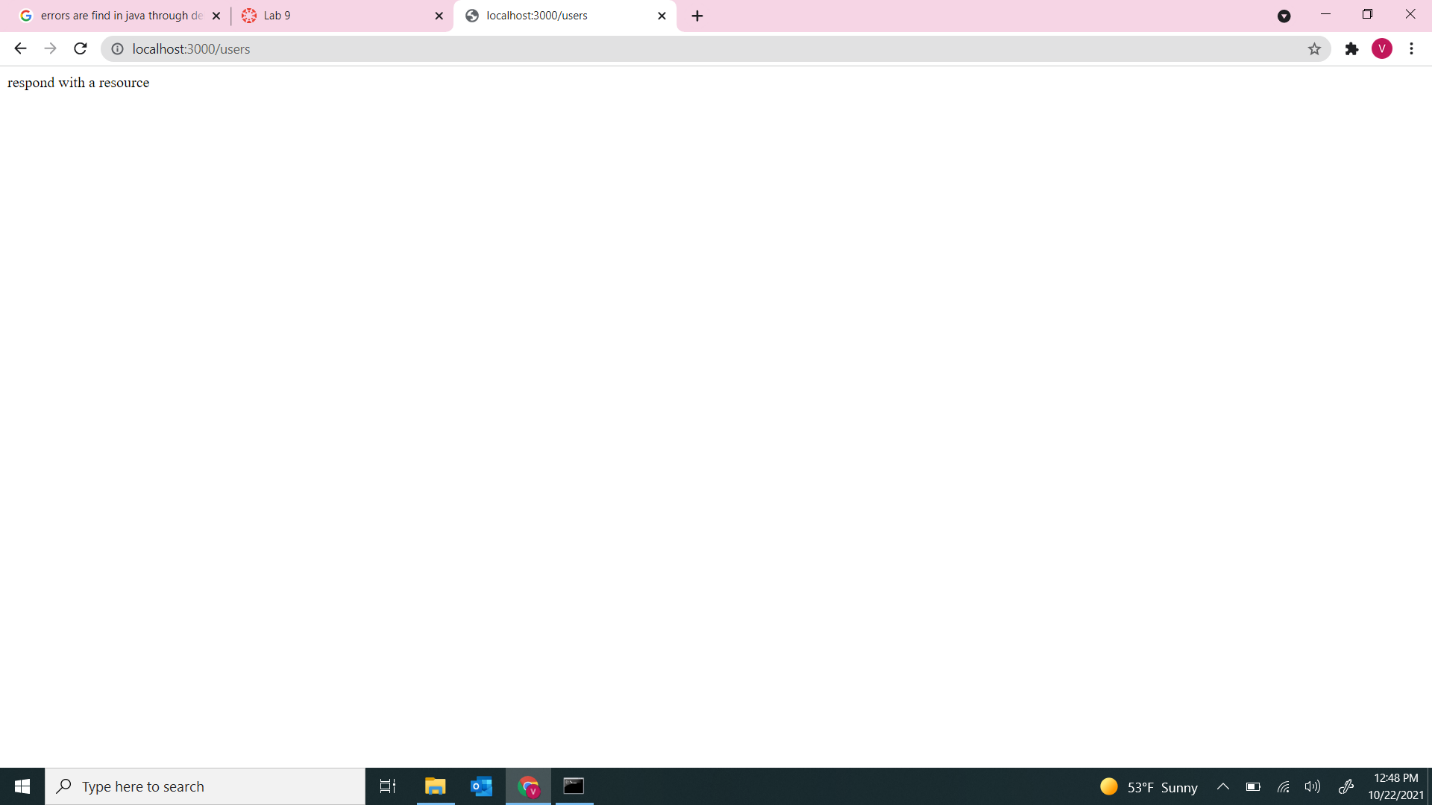 errors are find in java through de
Lab 9
localhost:3000/users
localhost:3000/users
V
respond with a resource
Type here to search
V
53°F Sunny
12:48 PM
10/22/2021